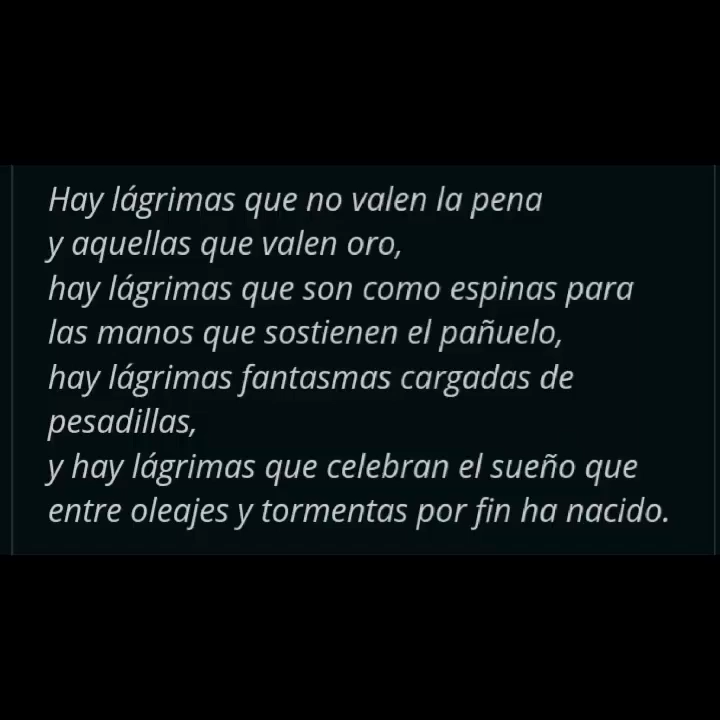 Hay lágrimas que no valen la pena
y aquellas que valen oro,
hay lágrimas que son como espinas para
las manos que sostienen el pañuelo,
hay lágrimas fantasmas cargadas de
pesadillas,
y hay lágrimas que celebran el sueño que
entre oleajes y tormentas por fin ha nacido.